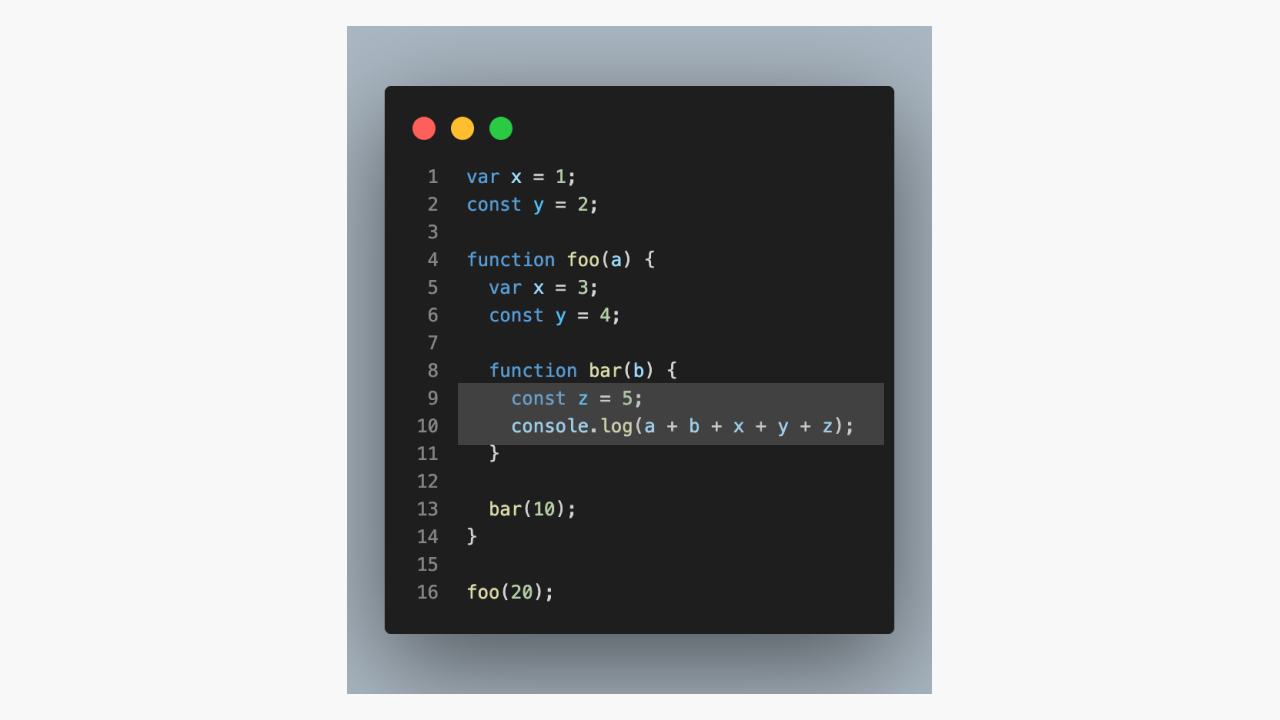 1 var x = 1;
2 const y = 2;
3
4 function foo(a) {
5   var x = 3;
6   const y = 4;
7
8   function bar(b) {
9     const z = 5;
10     console.log(a + b + x + y + z);
11   }
12
13   bar(10);
14 }
15
16 foo(20);